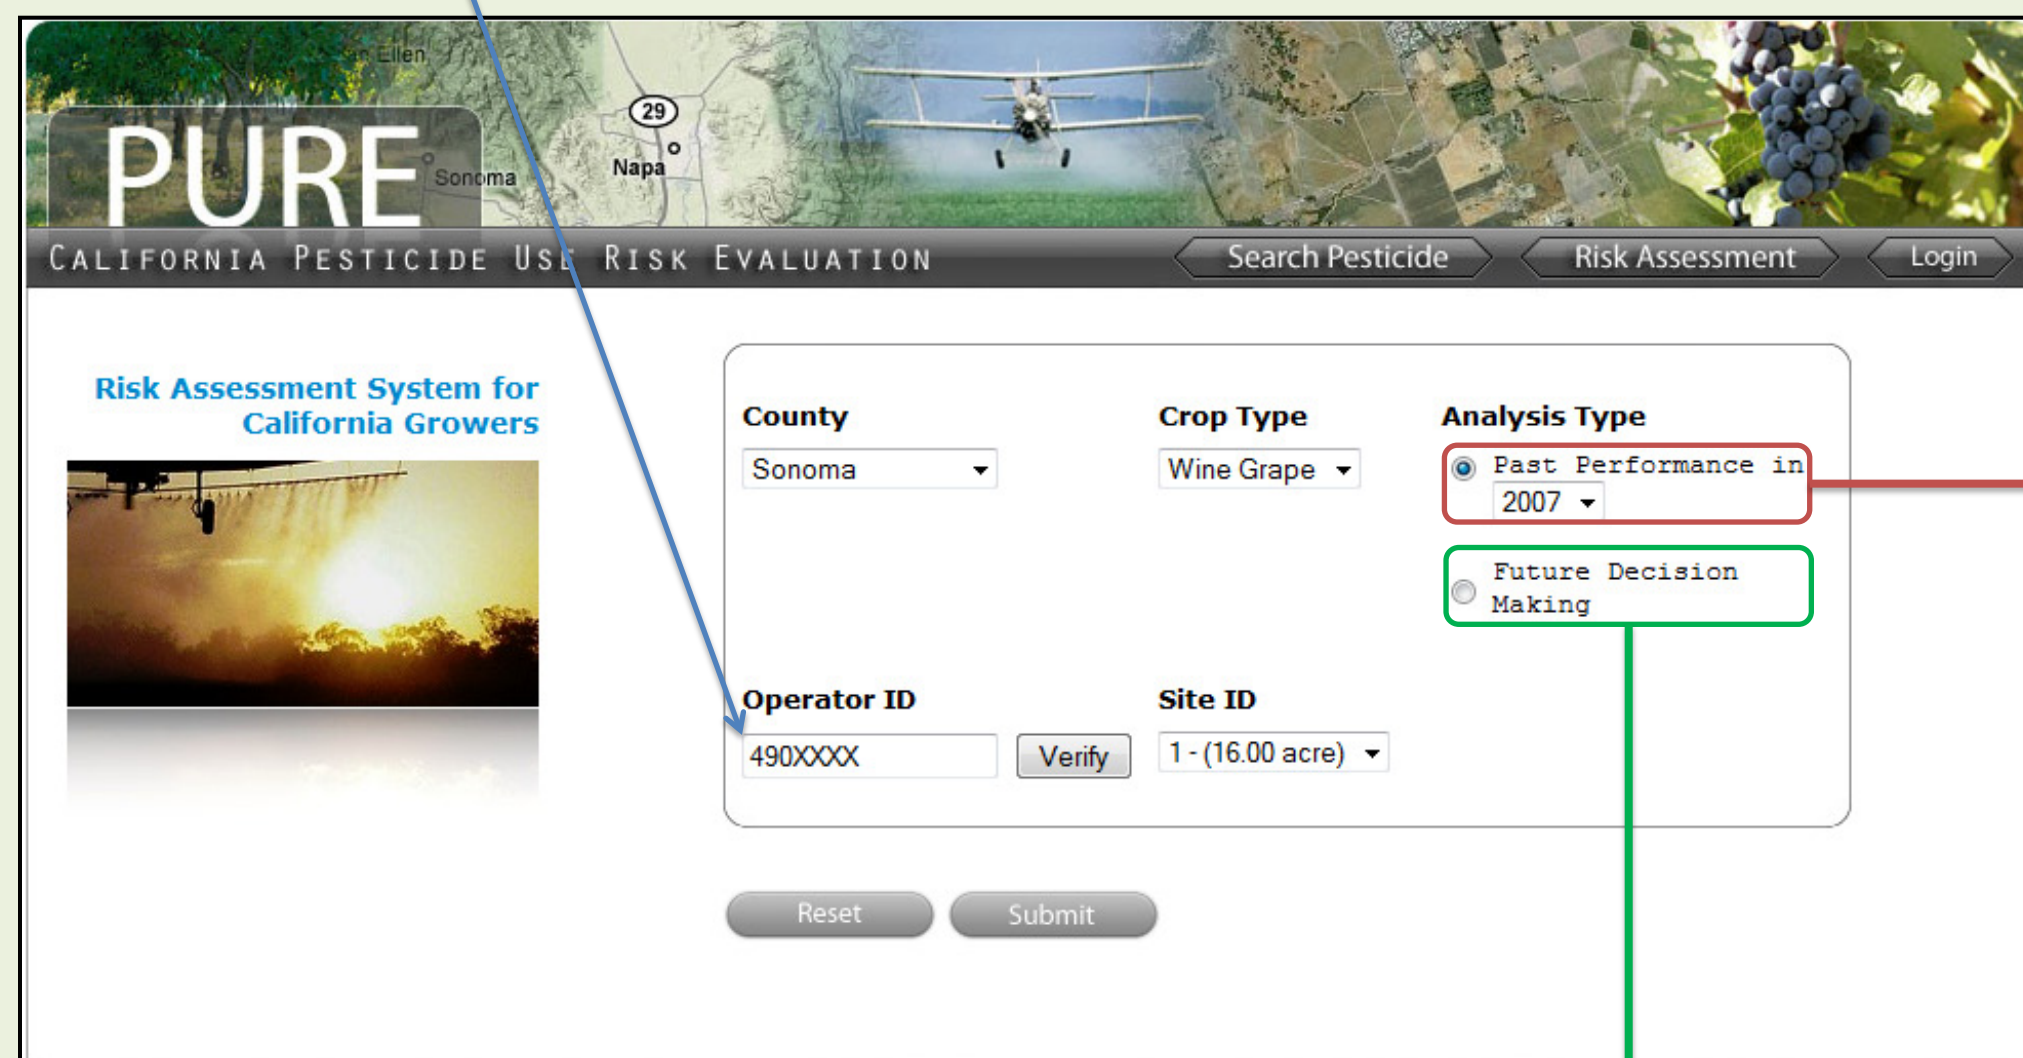 an Ellen
29
Napa
Sonoma
PURE
CALIFORNIA PESTICIDE USE RISK EVALUATION
Search Pesticide
Risk Assessment
Login
Risk Assessment System for
California Growers
County
Crop Type
Analysis Type
Sonoma
Wine Grape
Past Performance in
2007
Future Decision
Making
Operator ID
Site ID
490XXXX
Verify
1 - (16.00 acre)
Reset
Submit